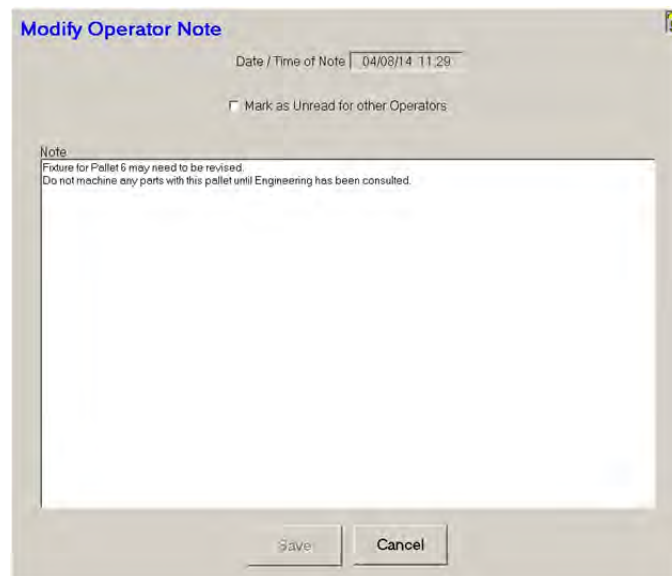 Modify Operator Note
Date / Time of Note 04/08/14 11:29
Mark as Unread for other Operators
Note
Fixture for Pallet 6 may need to be revised.
Do not machine any parts with this pallet until Engineering has been consulted.
Save Cancel